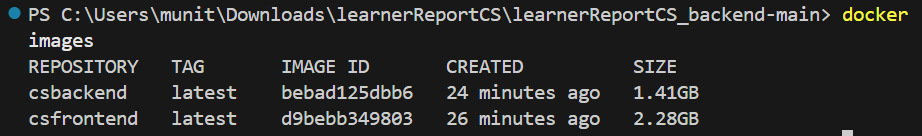 PS C:\Users\munit\Downloads\learnerReportCS\learnerReportCS_backend-main> docker
images
REPOSITORY TAG IMAGE ID CREATED SIZE
csbackend latest bebad125dbb6 24 minutes ago 1.41GB
csfrontend latest d9bebb349803 26 minutes ago 2.28GB